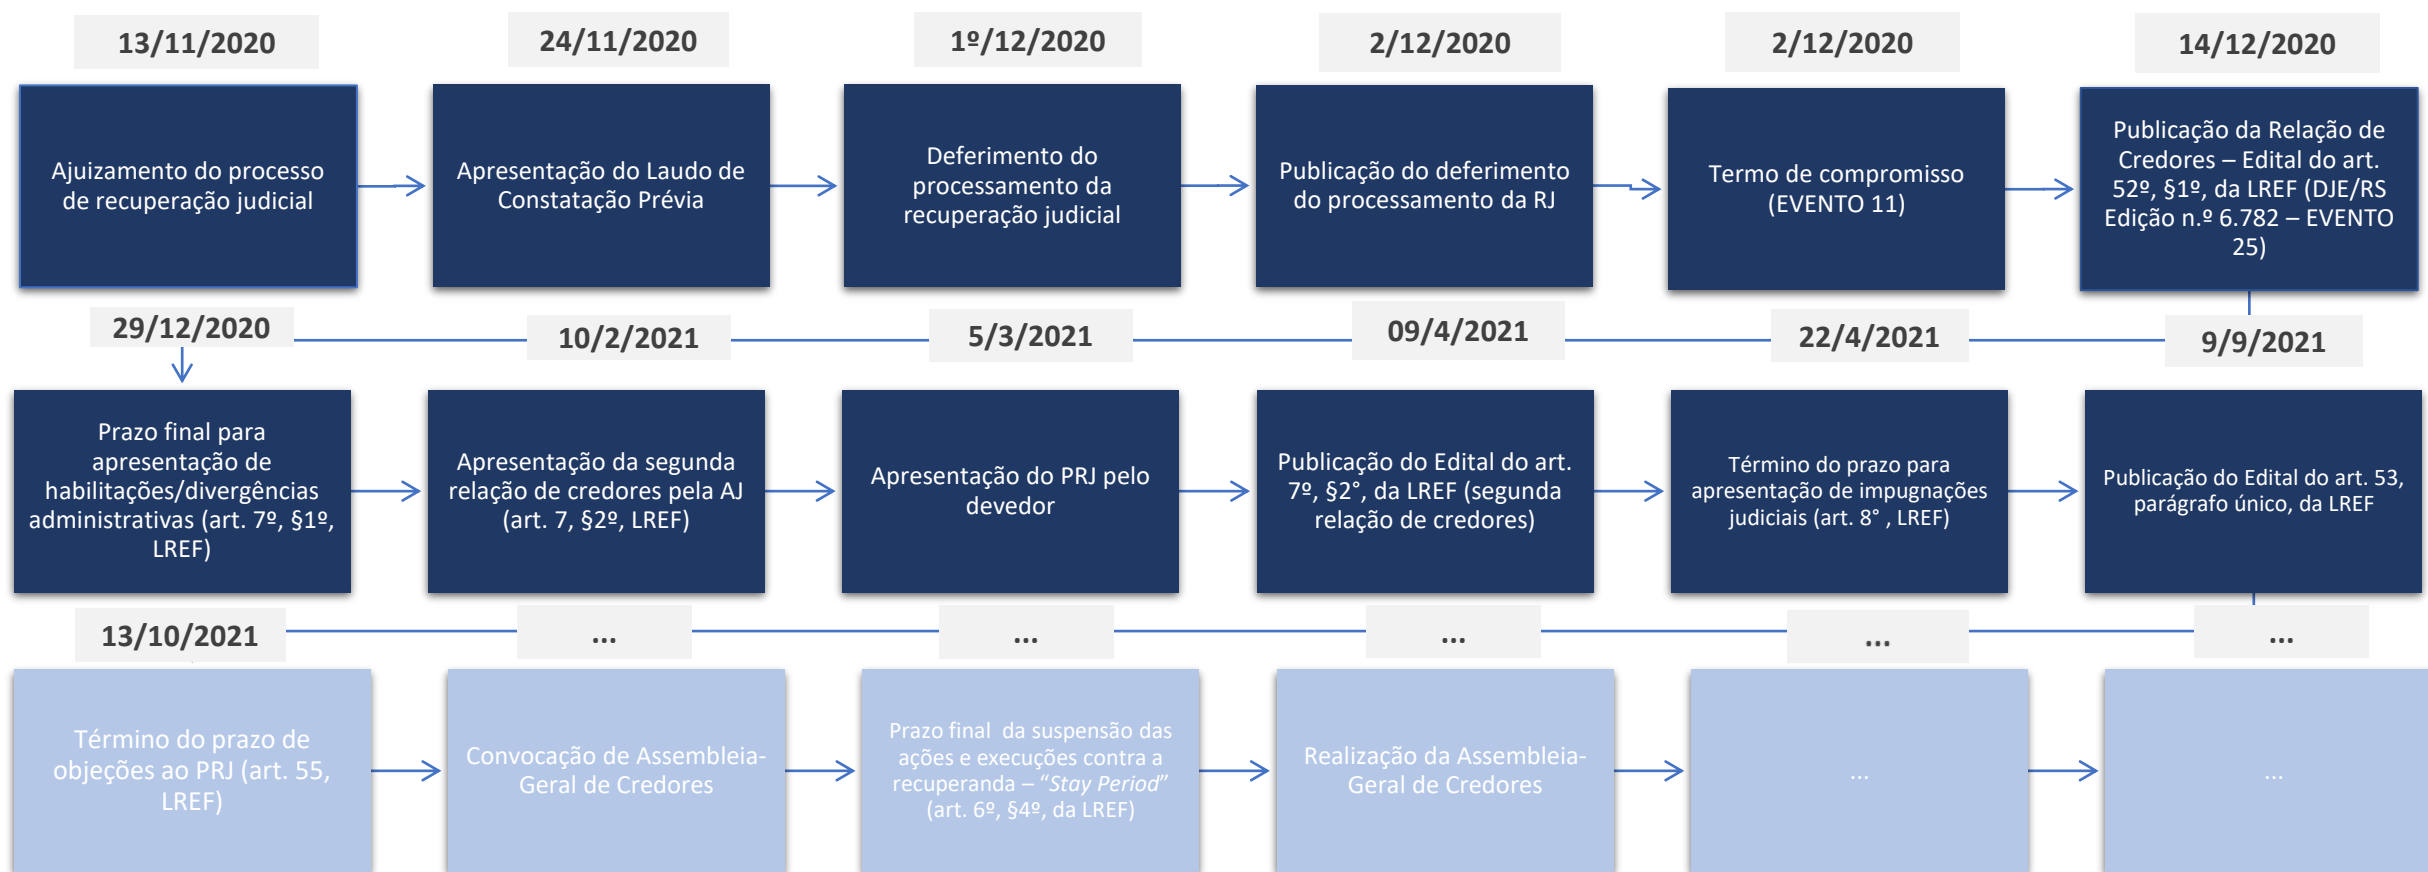 13/11/2020
24/11/2020
1º/12/2020
2/12/2020
2/12/2020
14/12/2020
Ajuizamento do processo
de recuperação judicial
Apresentação do Laudo de
Constatação Prévia
Deferimento do
processamento da
recuperação judicial
Publicação do deferimento
do processamento da RJ
Termo de compromisso
(EVENTO 11)
Publicação da Relação de
Credores – Edital do art.
52º, §1º, da LREF (DJE/RS
Edição n.º 6.782 – EVENTO
25)
29/12/2020
10/2/2021
5/3/2021
09/4/2021
22/4/2021
9/9/2021
Prazo final para
apresentação de
habilitações/divergências
administrativas (art. 7º, §1º,
LREF)
Apresentação da segunda
relação de credores pela AJ
(art. 7, §2º, LREF)
Apresentação do PRJ pelo
devedor
Publicação do Edital do art.
7º, §2°, da LREF (segunda
relação de credores)
Término do prazo para
apresentação de impugnações
judiciais (art. 8° , LREF)
Publicação do Edital do art. 53,
parágrafo único, da LREF
13/10/2021
...
...
...
...
...
Término do prazo de
objeções ao PRJ (art. 55,
LREF)
Convocação de Assembleia-
Geral de Credores
Prazo final  da suspensão das
ações e execuções contra a
recuperanda – “Stay Period”
(art. 6º, §4º, da LREF)
Realização da Assembleia-
Geral de Credores
...
...